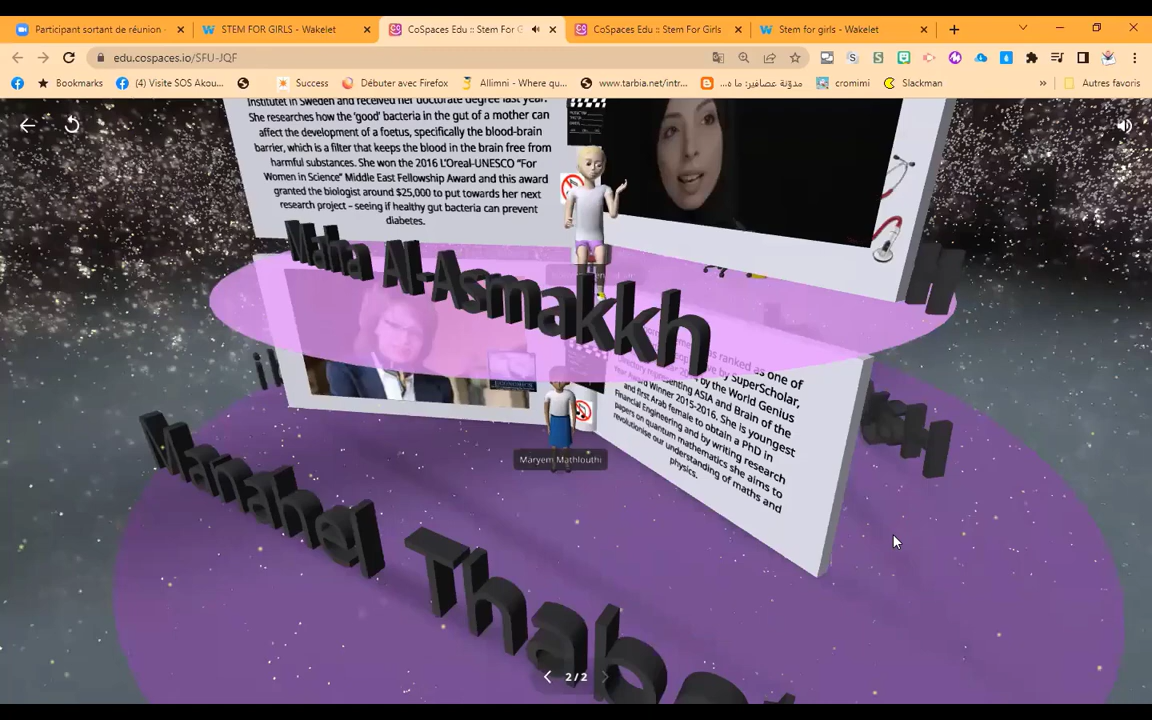 Participant sortant de réunion
STEM FOR GIRLS - Wakelet
CoSpaces Edu :: Stem For G
CoSpaces Edu :: Stem For Girls
Stem for girls - Wakelet
edu.cospaces.io/SFU-JQF
Bookmarks
(4) Visite SOS Akou...
Success
Débuter avec Firefox
Allimni - Where qu...
www.tarbia.net/intr...
مدوّنة عصافير: ما ه...
cromimi
Slackman
»
Autres favoris
Institutet in Sweden and received her doctorate degree last year.
She researches how the 'good' bacteria in the gut of a mother can
affect the development of a foetus, specifically the blood-brain
barrier, which is a filter that keeps the blood in the brain free from
harmful substances. She won the 2016 L'Oreal-UNESCO "For
Women in Science" Middle East Fellowship Award and this award
granted the biologist around $25,000 to put towards her next
research project – seeing if healthy gut bacteria can prevent
diabetes.
Maha Al-Asmakkh
was ranked as one of
by SuperScholar,
by the World Genius
Directory representing ASIA and Brain of the
Year Award Winner 2015-2016. She is youngest
and first Arab female to obtain a PhD in
Financial Engineering and by writing research
papers on quantum mathematics she aims to
revolutionise our understanding of maths and
physics.
Maryem Mathlouthi
Manahel Thabet
2 / 2